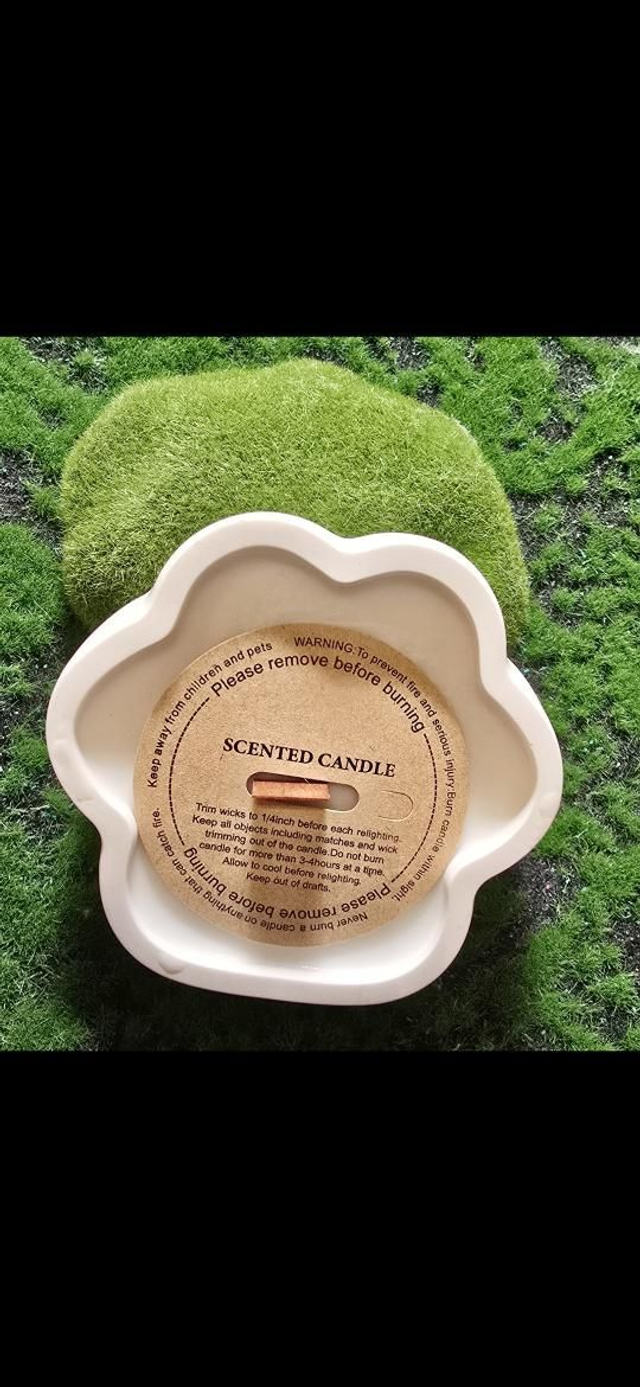 WARNING:To prevent fire and serious injury:Burn candle within sight.
Never burn a candle on/anything that can catch fire.
Keep away from children and pets
Please remove before burning
SCENTED CANDLE
Trim wicks to 1/4inch before each relighting.
Keep all objects including matches and wick
trimming out of the candle.Do not burn
candle for more than 3-4hours at a time.
Allow to cool before relighting.
Keep out of drafts.
Please remove before burning